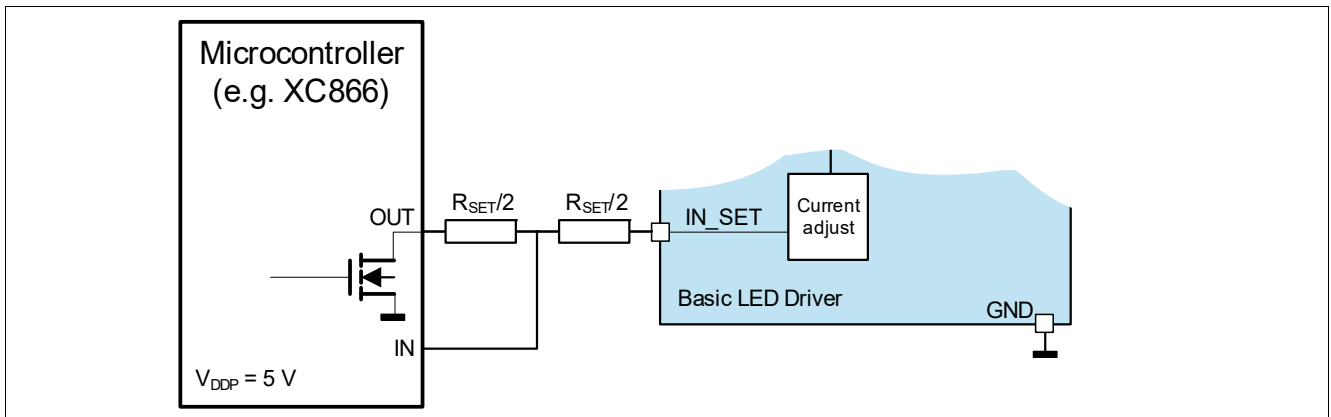 Microcontroller
(e.g. XC866)
OUT
R_SET/2
R_SET/2
IN_SET
Current
adjust
Basic LED Driver
GND
IN
V_DDP = 5 V